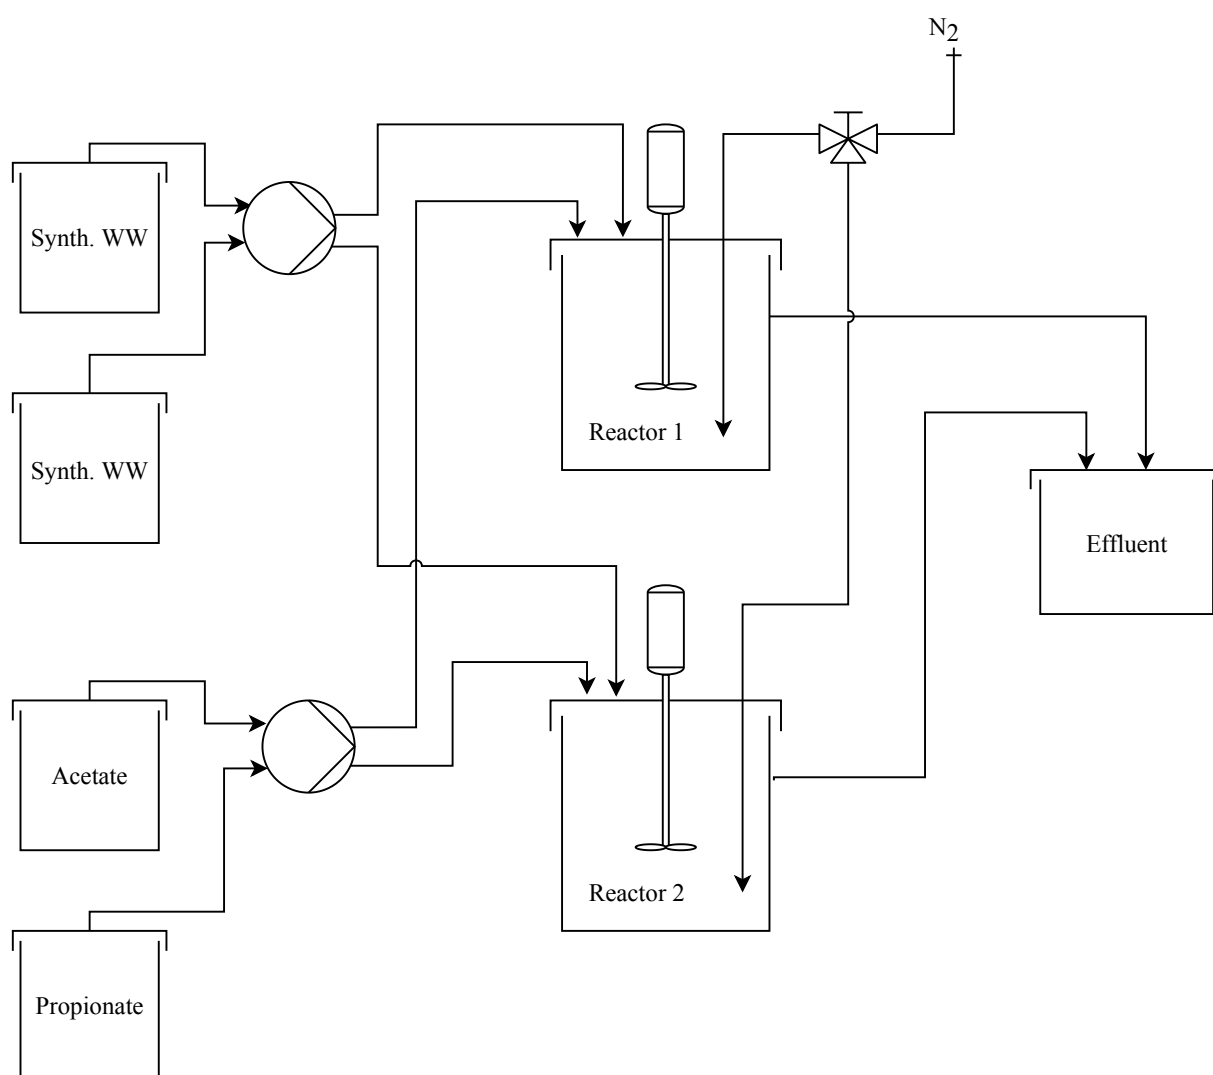 N2
Synth. WW
Reactor 1
Synth. WW
Effluent
Acetate
Reactor 2
Propionate